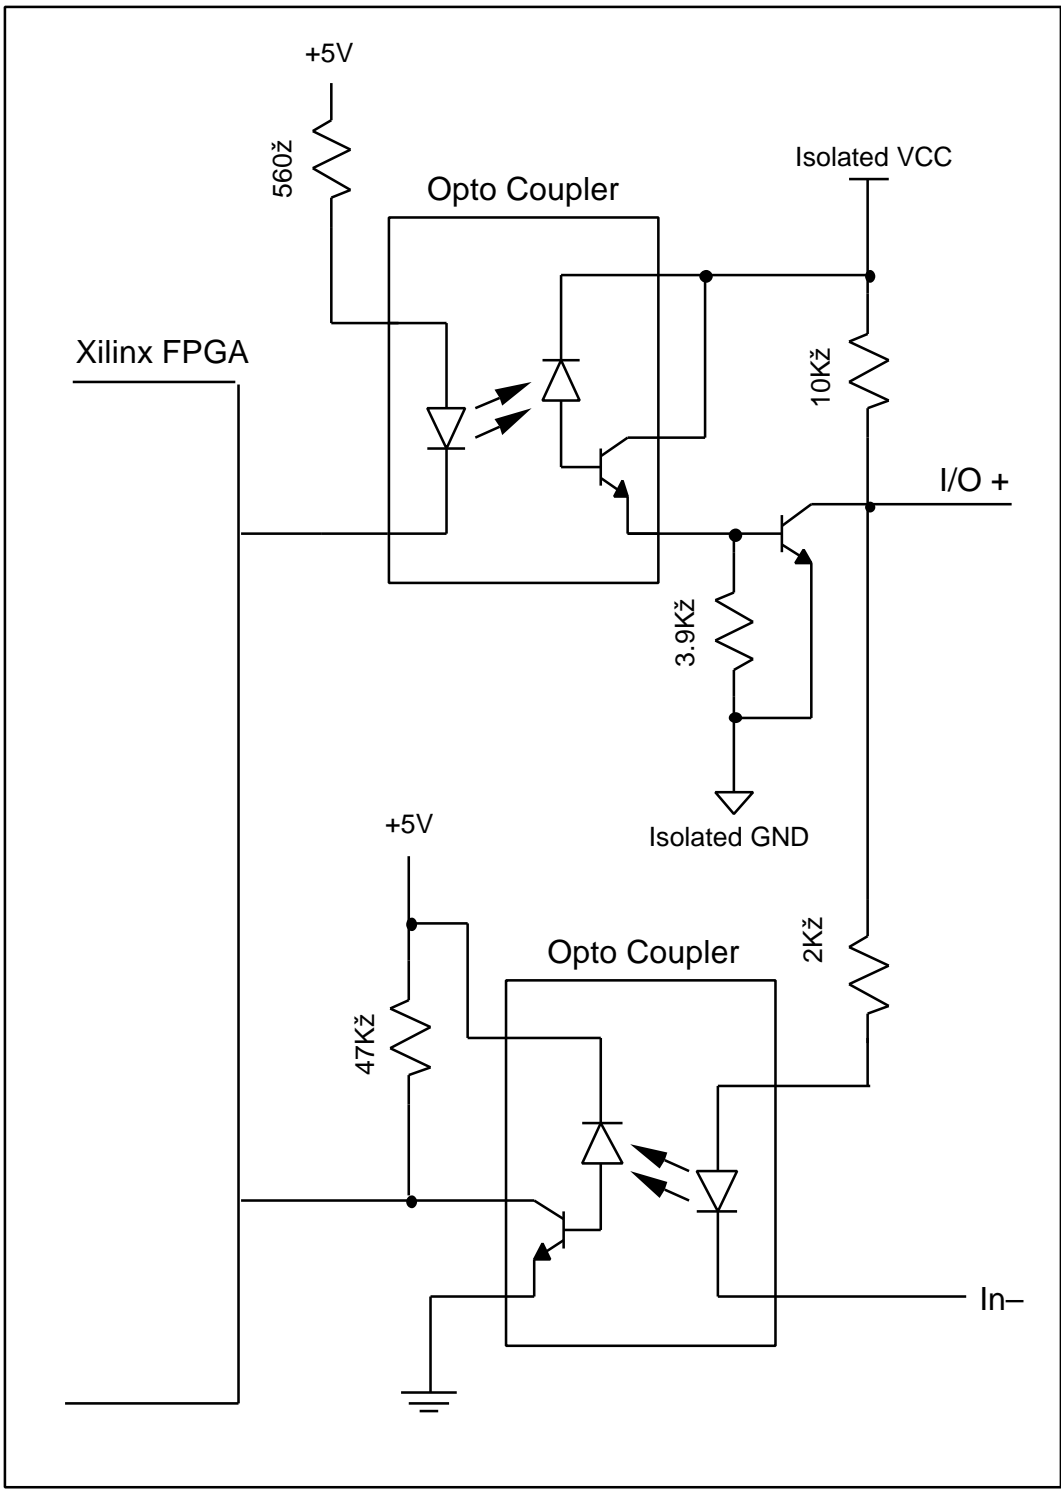 +5V
560ž
Isolated VCC
Opto Coupler
Xilinx FPGA
10Kž
I/O +
3.9Kž
+5V
Isolated GND
2Kž
Opto Coupler
47Kž
In–